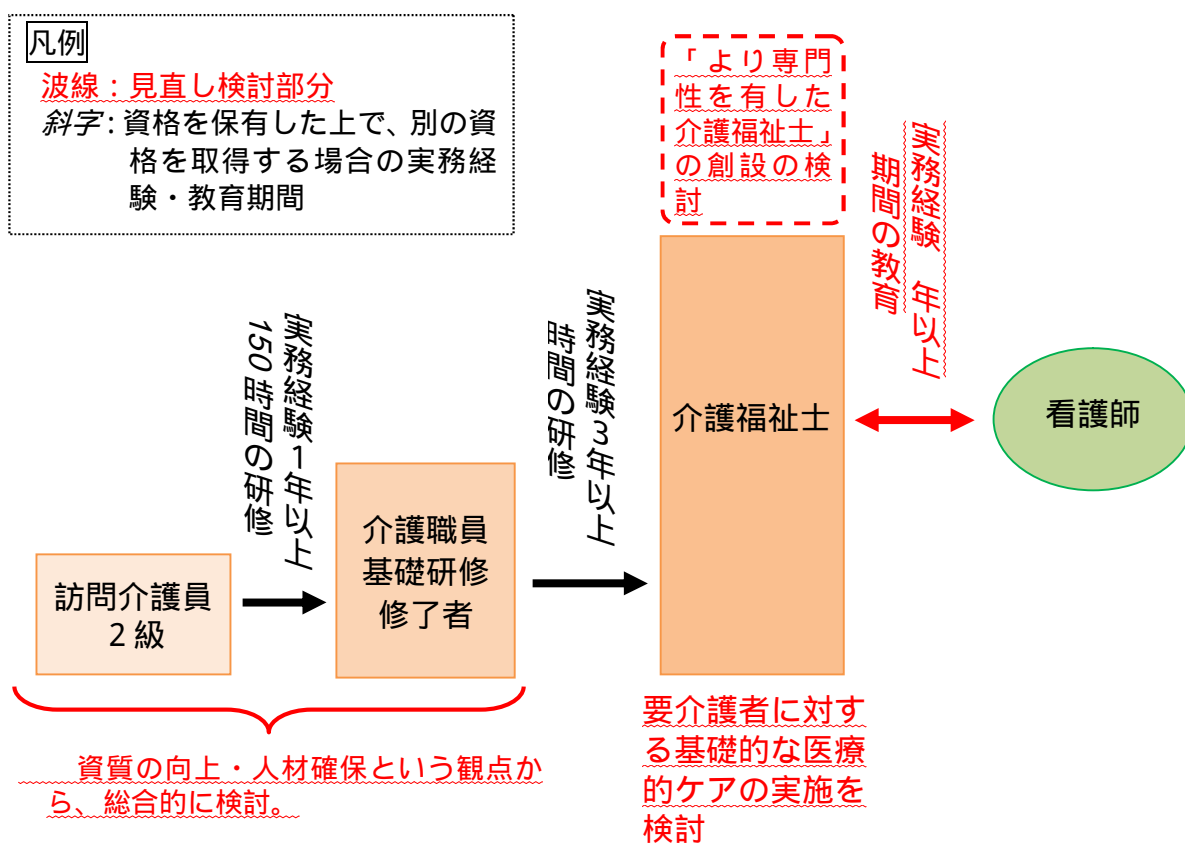 凡例
波線：見直し検討部分
斜字：資格を保有した上で、別の資
格を取得する場合の実務経
験・教育期間
「より専門
性を有した
介護福祉士」
の創設の検
討
実務経験　年以上
期間の教育
実務経験1年以上
150時間の研修
実務経験3年以上
時間の研修
介護福祉士
看護師
介護職員
基礎研修
修了者
訪問介護員
２級
資質の向上・人材確保という観点か
ら、総合的に検討。
要介護者に対す
る基礎的な医療
的ケアの実施を
検討